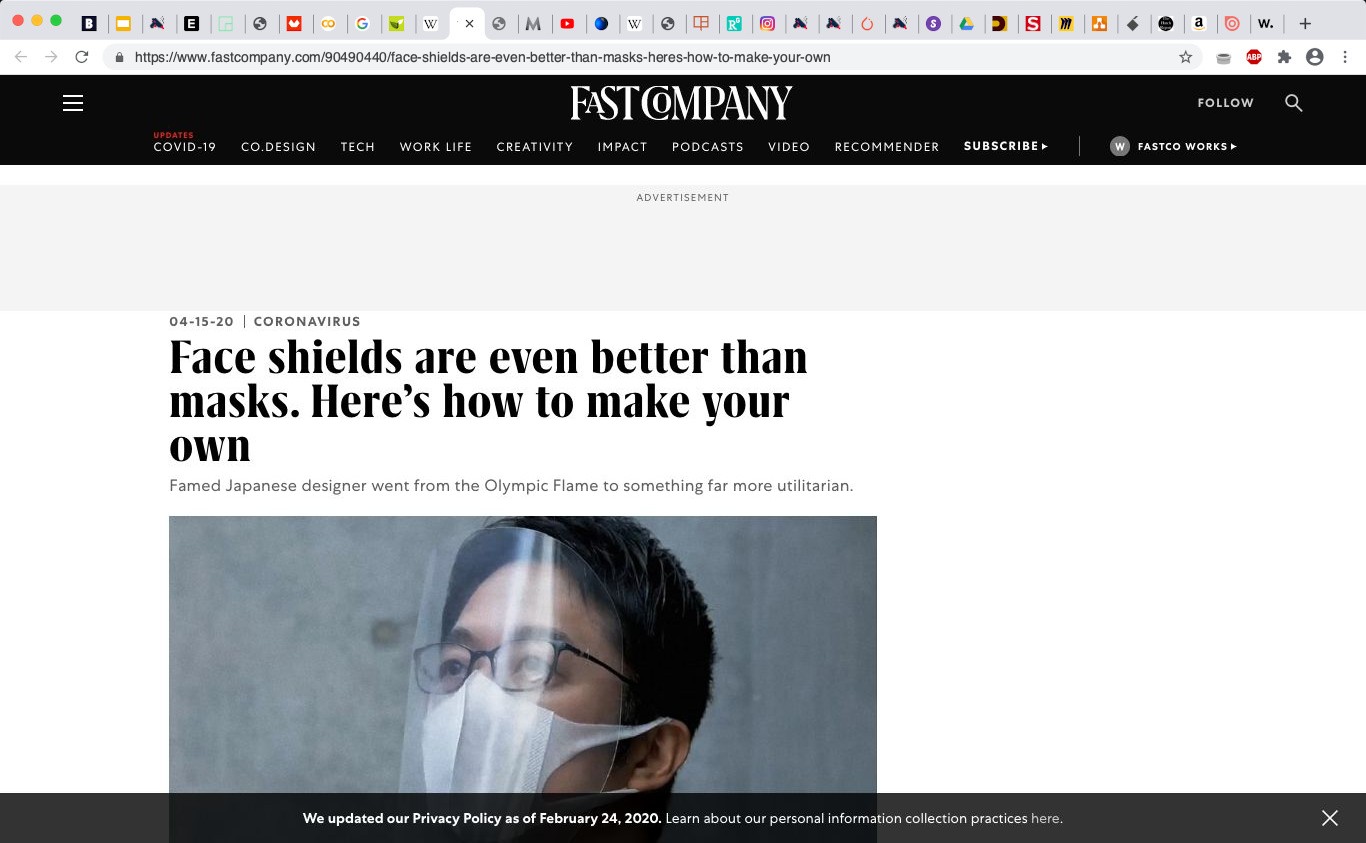 https://www.fastcompany.com/90490440/face-shields-are-even-better-than-masks-heres-how-to-make-your-own
ABP
FAST COMPANY
FOLLOW
UPDATES
COVID-19 CO.DESIGN TECH WORK LIFE CREATIVITY IMPACT PODCASTS VIDEO RECOMMENDER SUBSCRIBE W FASTCO WORKS
ADVERTISEMENT
04-15-20 | CORONAVIRUS
Face shields are even better than
masks. Here’s how to make your
own
Famed Japanese designer went from the Olympic Flame to something far more utilitarian.
We updated our Privacy Policy as of February 24, 2020. Learn about our personal information collection practices here.